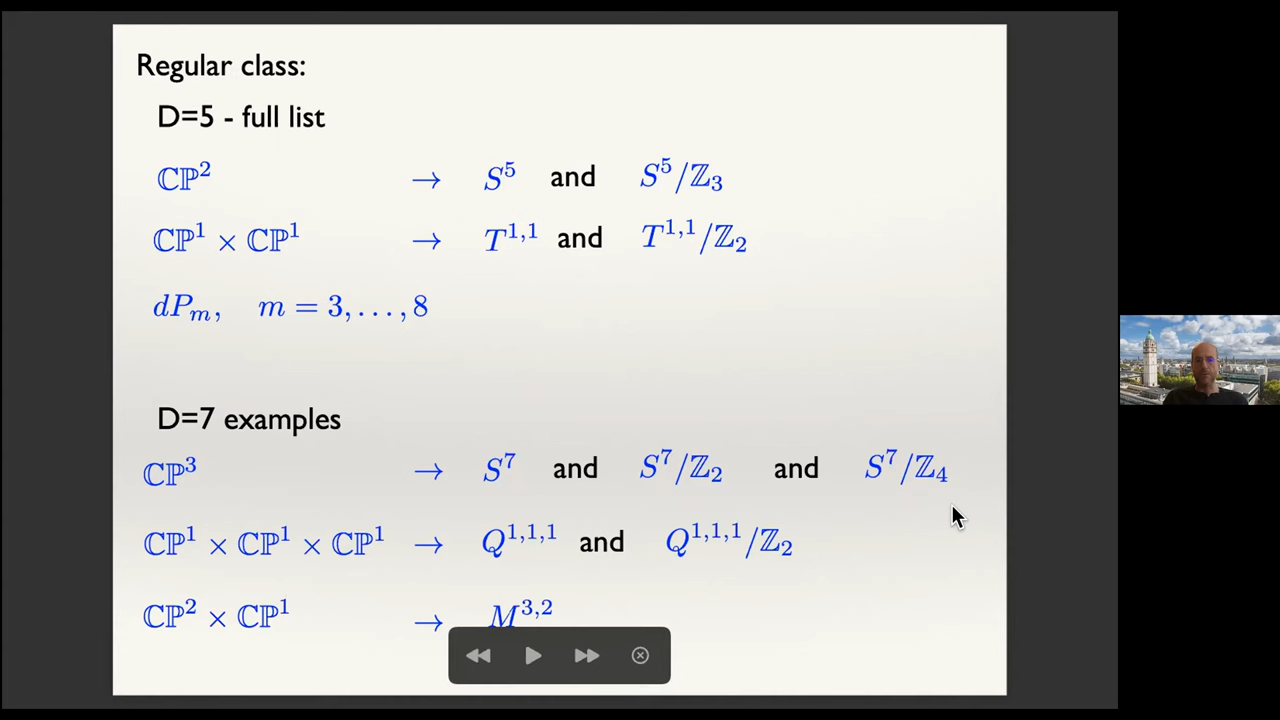 Regular class:
D=5 - full list
ℂℙ² → S⁵ and S⁵/ℤ₃
ℂℙ¹ × ℂℙ¹ → T¹,¹ and T¹,¹/ℤ₂
dPₘ, m = 3, . . . , 8
D=7 examples
ℂℙ³ → S⁷ and S⁷/ℤ₂ and S⁷/ℤ₄
ℂℙ¹ × ℂℙ¹ × ℂℙ¹ → Q¹,¹,¹ and Q¹,¹,¹/ℤ₂
ℂℙ² × ℂℙ¹ → M³,²